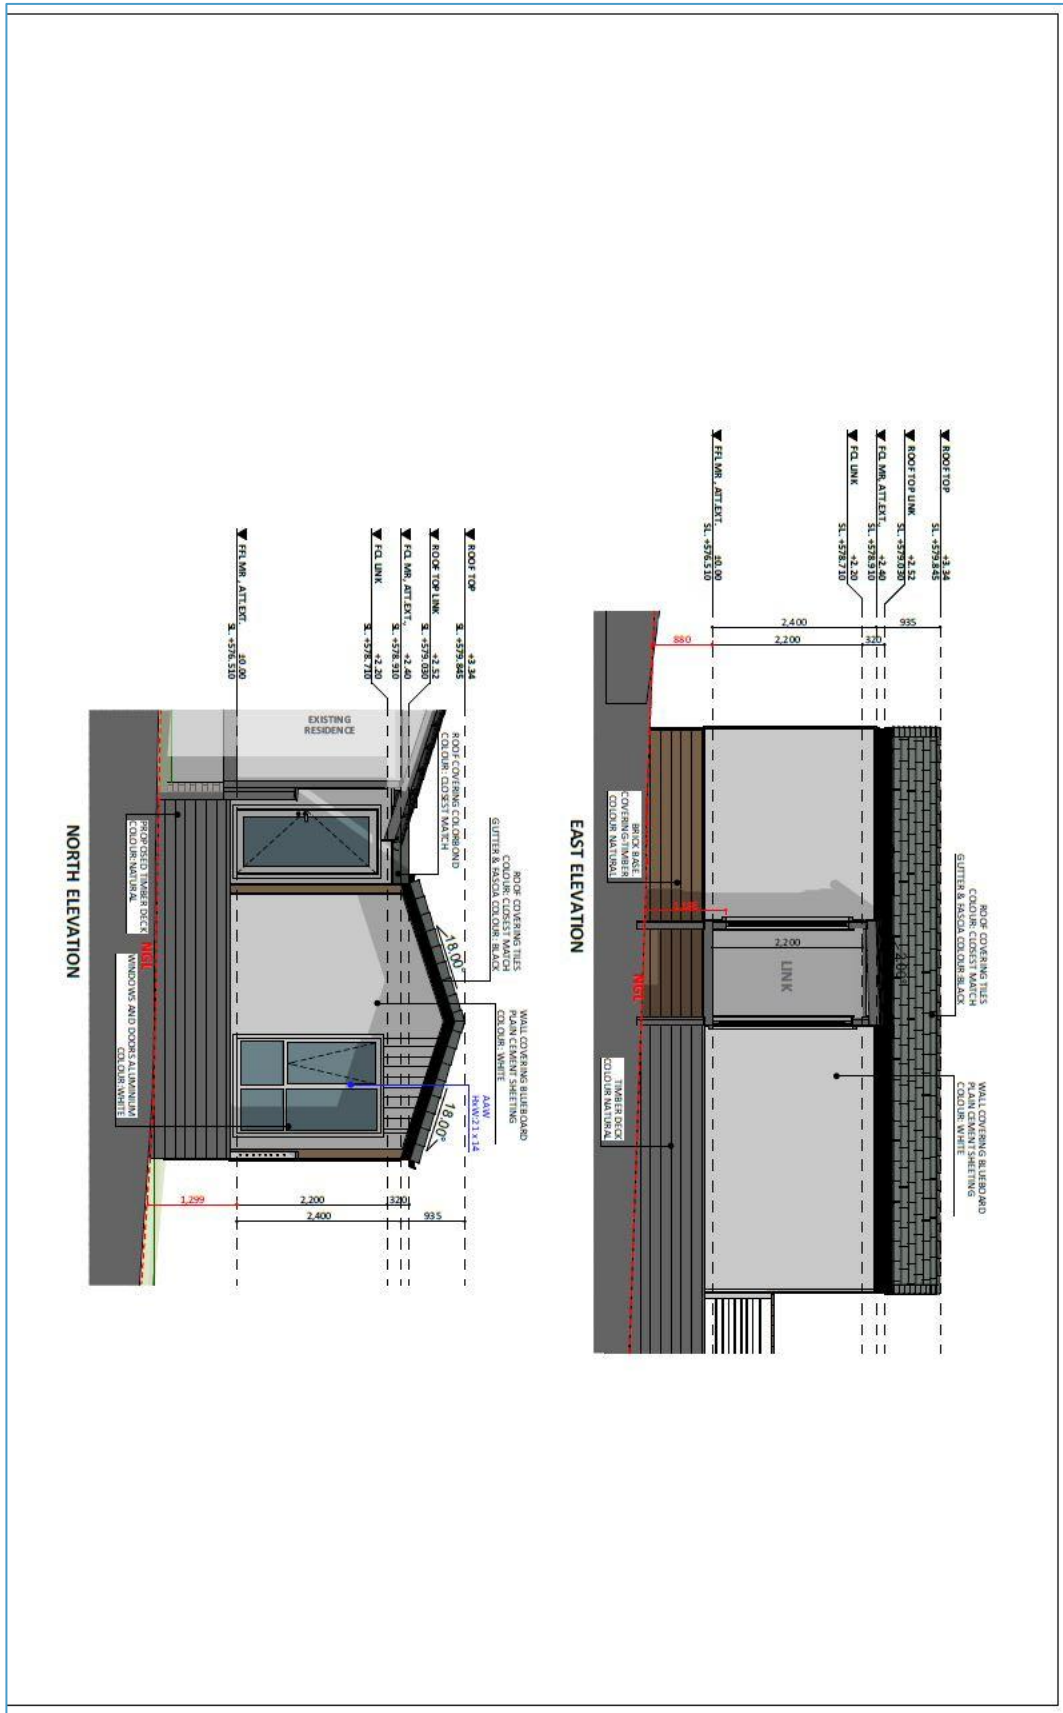 ROOF TOP +3.34
SL. +579.845
ROOF TOP LINK +2.52
SL. +579.030
FCL MR, ATT.EXT., +2.40
SL. +578.910
FCL LINK +2.20
SL. +578.710
FFL MR , ATT.EXT. ±0.00
SL. +576.510
935
320
2,400
2,200
880
ROOF COVERING TILES
COLOUR: CLOSEST MATCH
GUTTER & FASCIA COLOUR:BLACK
WALL COVERING BLUEBOARD
PLAIN CEMENT SHEETING
COLOUR: WHITE
2,200
LINK
BRICK BASE.
COVERING-TIMBER
COLOUR NATURAL
NGL
TIMBER DECK
COLOUR NATURAL
EAST ELEVATION
ROOF TOP +3.34
SL. +579.845
ROOF TOP LINK +2.52
SL. +579.030
FCL MR, ATT.EXT., +2.40
SL. +578.910
FCL LINK +2.20
SL. +578.710
FFL MR , ATT.EXT. ±0.00
SL. +576.510
EXISTING
RESIDENCE
ROOF COVERING COLORBOND
COLOUR: CLOSEST MATCH
ROOF COVERING TILES
COLOUR: CLOSEST MATCH
GUTTER & FASCIA COLOUR: BLACK
WALL COVERING BLUEBOARD
PLAIN CEMENT SHEETING
COLOUR: WHITE
AAW
HxW:21 x 14
18.00°
18.00°
935
320
2,200
2,400
1,299
PROPOSED TIMBER DECK
COLOUR:NATURAL
NGL
WINDOWS AND DOORS ALUMINIUM
COLOUR:WHITE
NORTH ELEVATION